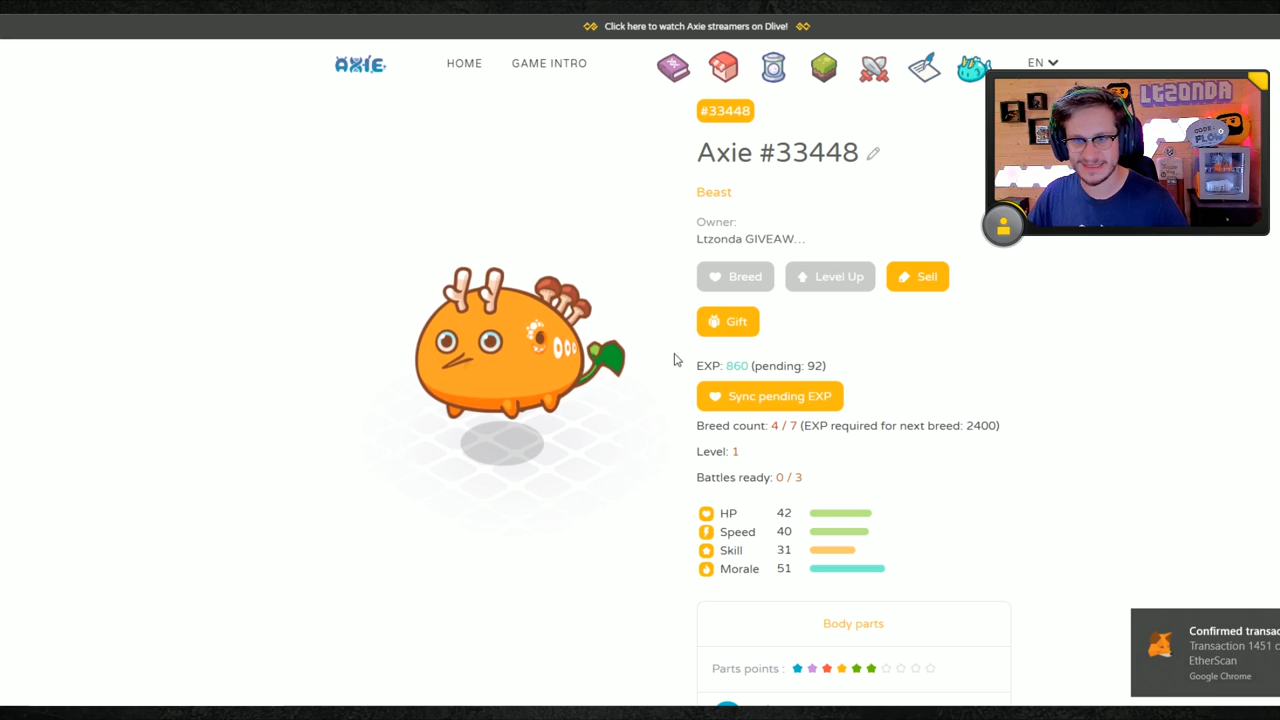 Click here to watch Axie streamers on Dlive!
AXIE
HOME
GAME INTRO
EN
LTZONDA
CODE:
FLOW
#33448
Axie #33448
Beast
Owner:
Ltzonda GIVEAW...
Breed
Level Up
Sell
Gift
EXP: 860 (pending: 92)
Sync pending EXP
Breed count: 4 / 7 (EXP required for next breed: 2400)
Level: 1
Battles ready: 0 / 3
HP 42
Speed 40
Skill 31
Morale 51
Body parts
Parts points :
Confirmed transac
Transaction 1451 c
EtherScan
Google Chrome